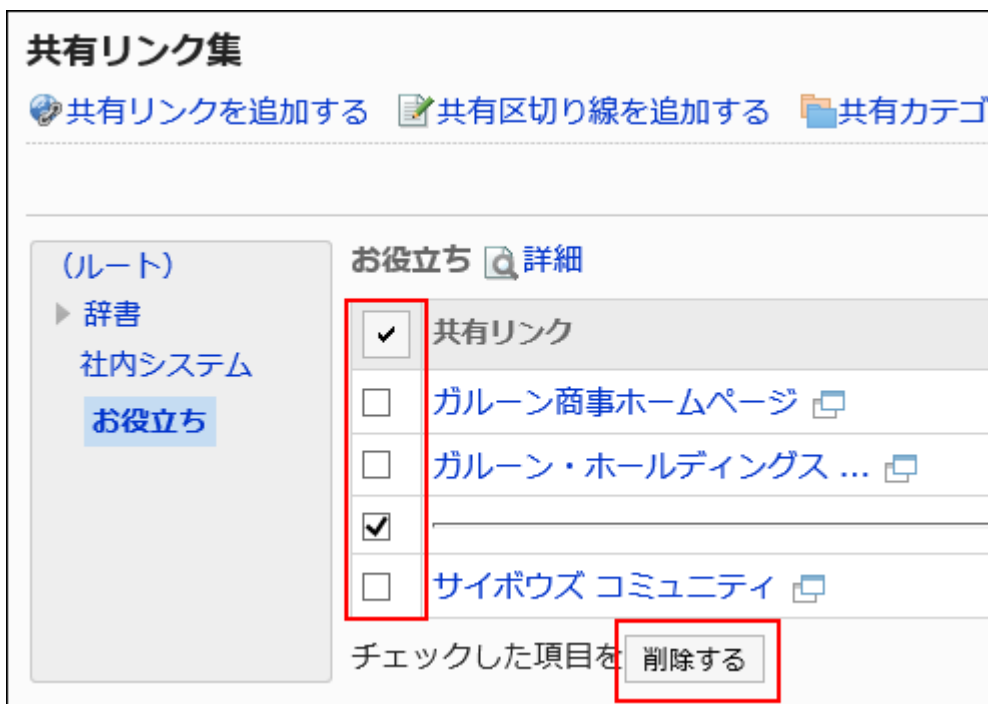 共有リンク集
共有リンクを追加する 共有区切り線を追加する 共有カテゴ
(ルート)
辞書
社内システム
お役立ち
お役立ち 詳細
共有リンク
ガルーン商事ホームページ
ガルーン・ホールディングス ...
サイボウズ コミュニティ
チェックした項目を 削除する